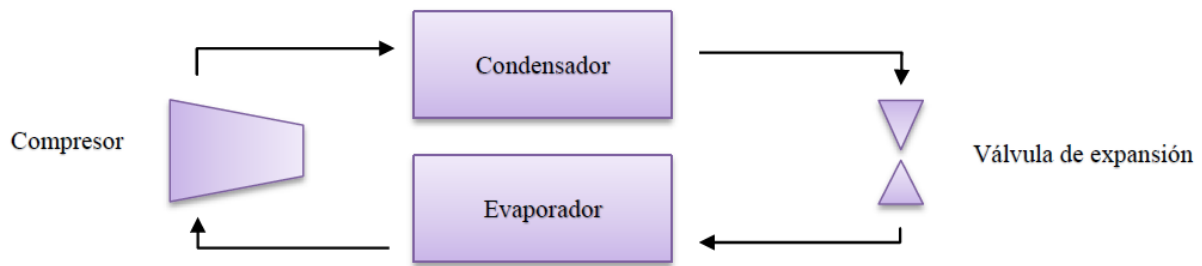 Condensador
Compresor
Válvula de expansión
Evaporador